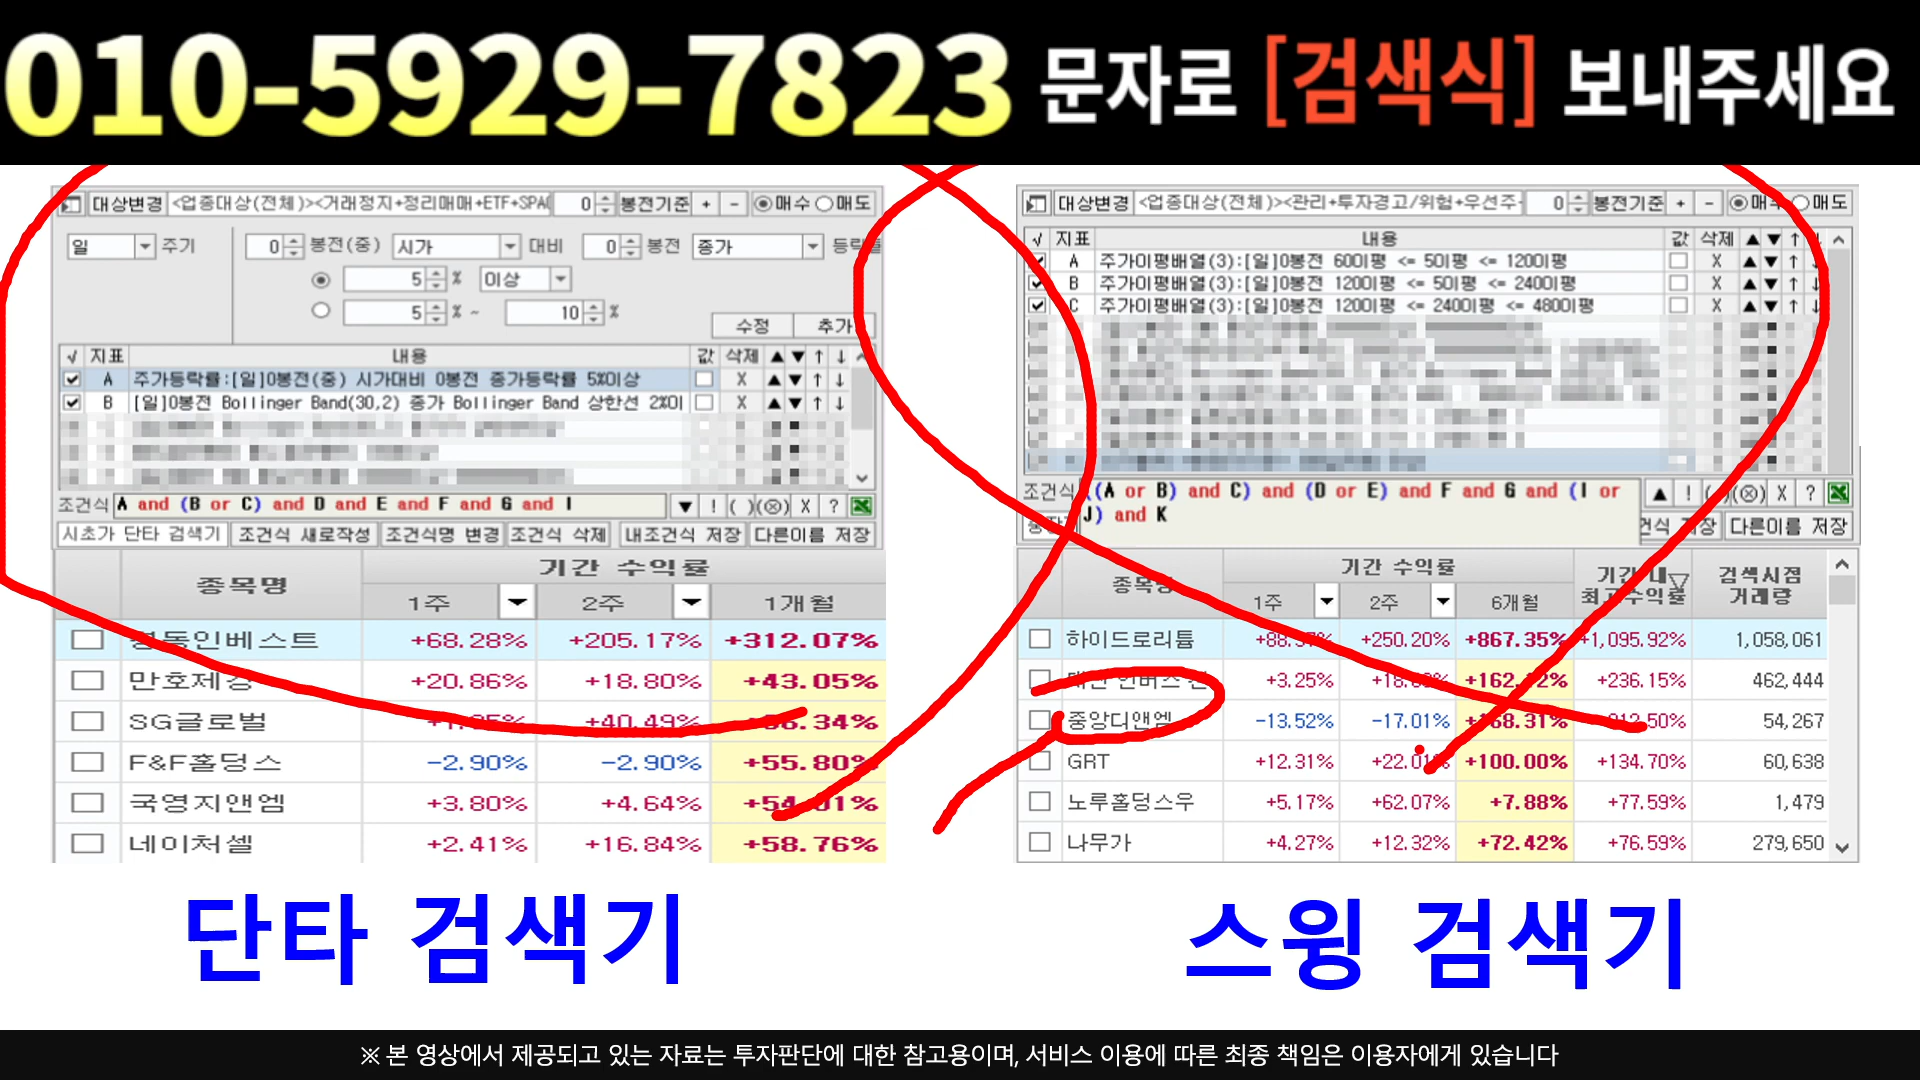 010-5929-7823 문자로 [검색식] 보내주세요
대상변경 <업종대상(전체)><거래정지+정리매매+ETF+SPA 0 봉전기준 + - 매수 매도
일 주기 0 봉전(중) 시가 대비 0 봉전 종가
5 % 이상
5 % ~ 10 %
수정 추가
√ 지표 내용 값 삭제 ▲ ▼ ↑ ↓
A 주가등락률:[일]0봉전(중) 시가대비 0봉전 종가등락률 5%이상 X ▲ ▼ ↑ ↓
B [일]0봉전 Bollinger Band(30,2) 종가 Bollinger Band 상한선 2%이 X ▲ ▼ ↑ ↓
조건식 A and (B or C) and D and E and F and G and I ▼ ! ( ) (⊗) X ?
시초가 단타 검색기 조건식 새로작성 조건식명 변경 조건식 삭제 내조건식 저장 다른이름 저장
종목명 기간 수익률
1주 2주 1개월
+68.28% +205.17% +312.07%
만호제강 +20.86% +18.80% +43.05%
SG글로벌 +40.49%
F&F홀딩스 -2.90% -2.90% +55.80%
국영지앤엠 +3.80% +4.64%
네이처셀 +2.41% +16.84% +58.76%
단타 검색기
대상변경 <업종대상(전체)><관리+투자경고/위험+우선주+ 0 봉전기준 + - 매수 매도
√ 지표 내용 값 삭제 ▲ ▼ ↑
A 주가이평배열(3):[일]0봉전 60이평 <= 5이평 <= 120이평 X ▲ ▼ ↑
B 주가이평배열(3):[일]0봉전 120이평 <= 5이평 <= 240이평 X ▲ ▼ ↑
C 주가이평배열(3):[일]0봉전 120이평 <= 240이평 <= 480이평 X ▲ ▼ ↑ ↓
조건식 ((A or B) and C) and (D or E) and F and G and (I or ▲ ! (⊗) X ?
J) and K 다른이름 저장
종목명 기간 수익률 기간 내 최고수익률 검색시점 거래량
1주 2주 6개월
하이드로리튬 +250.20% +867.35% +1,095.92% 1,058,061
+3.25% +236.15% 462,444
중앙디앤엠 -13.52% -17.01% 54,267
GRT +12.31% +100.00% +134.70% 60,638
노루홀딩스우 +5.17% +62.07% +7.88% +77.59% 1,479
나무가 +4.27% +12.32% +72.42% +76.59% 279,650
스윙 검색기
※ 본 영상에서 제공되고 있는 자료는 투자판단에 대한 참고용이며, 서비스 이용에 따른 최종 책임은 이용자에게 있습니다